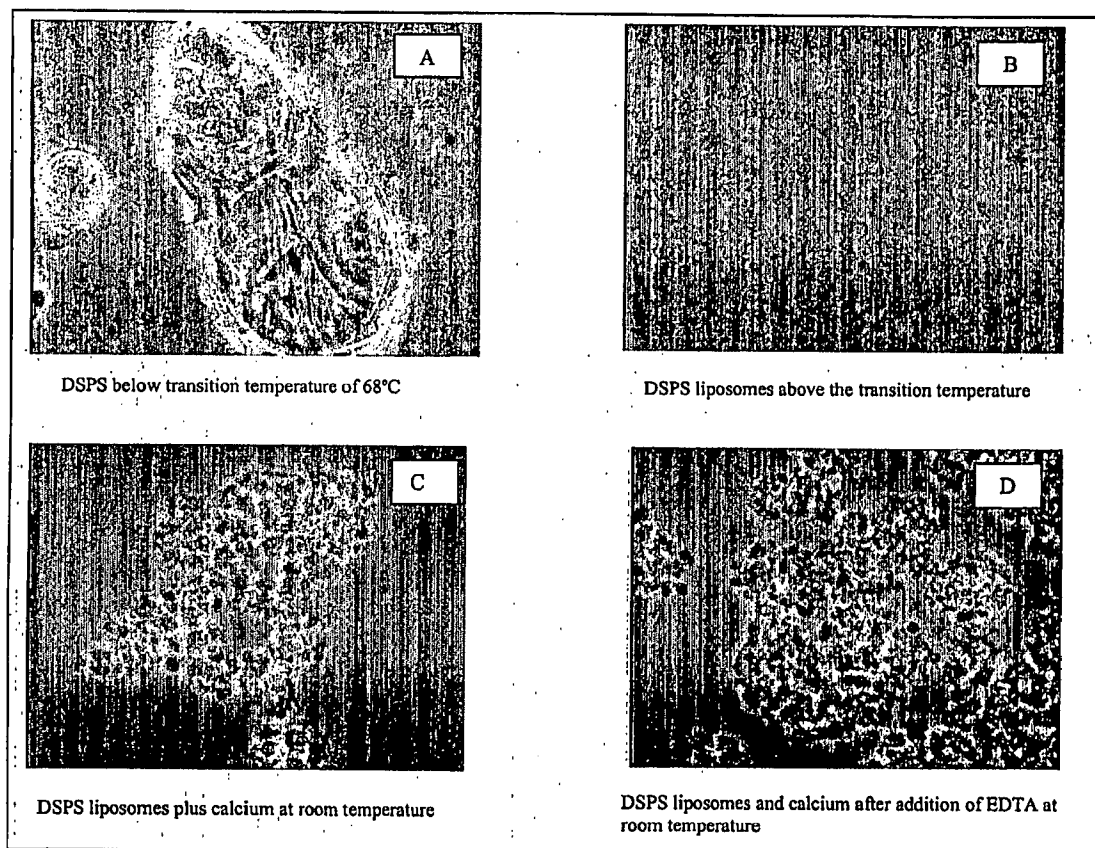 A
B
DSPS below transition temperature of 68°C
DSPS liposomes above the transition temperature
C
D
DSPS liposomes plus calcium at room temperature
DSPS liposomes and calcium after addition of EDTA at
room temperature